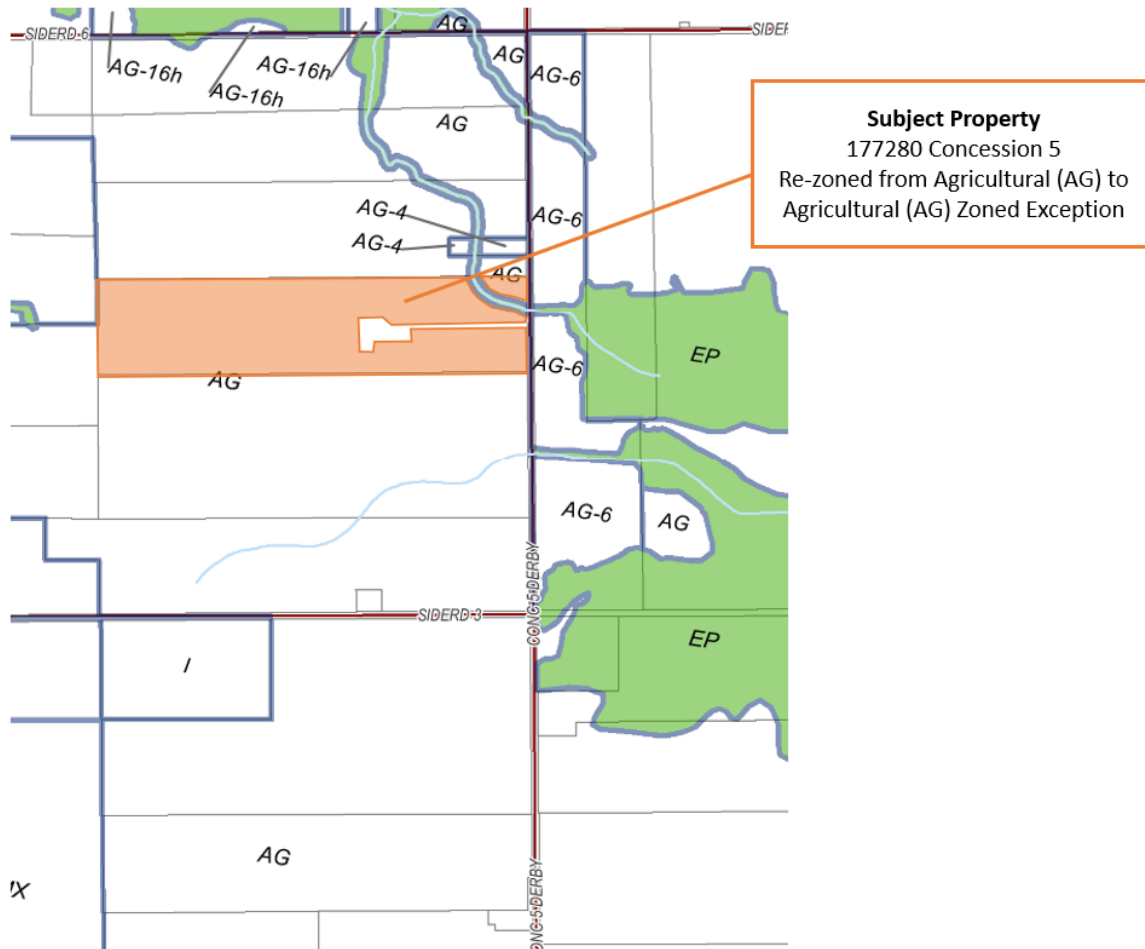 SIDERD 6
AG
SIDER
AG-16h
AG-16h
AG-16h
AG
AG-6
AG
Subject Property
177280 Concession 5
Re-zoned from Agricultural (AG) to
Agricultural (AG) Zoned Exception
AG-4
AG-6
AG-4
AG
EP
AG-6
AG
AG-6
AG
CONC 5 DERBY
SIDERD 3
EP
I
AG
CONC 5 DERBY